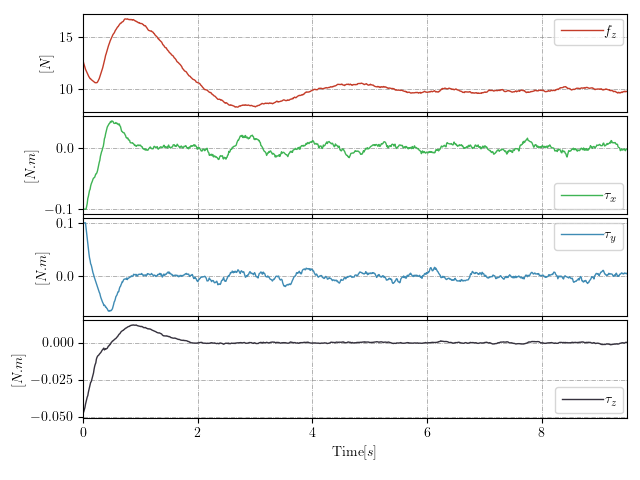 15
10
[N]
f_z
0.0
−0.1
[N.m]
τ_x
0.1
0.0
[N.m]
τ_y
0.000
−0.025
−0.050
[N.m]
τ_z
0 2 4 6 8
Time[s]